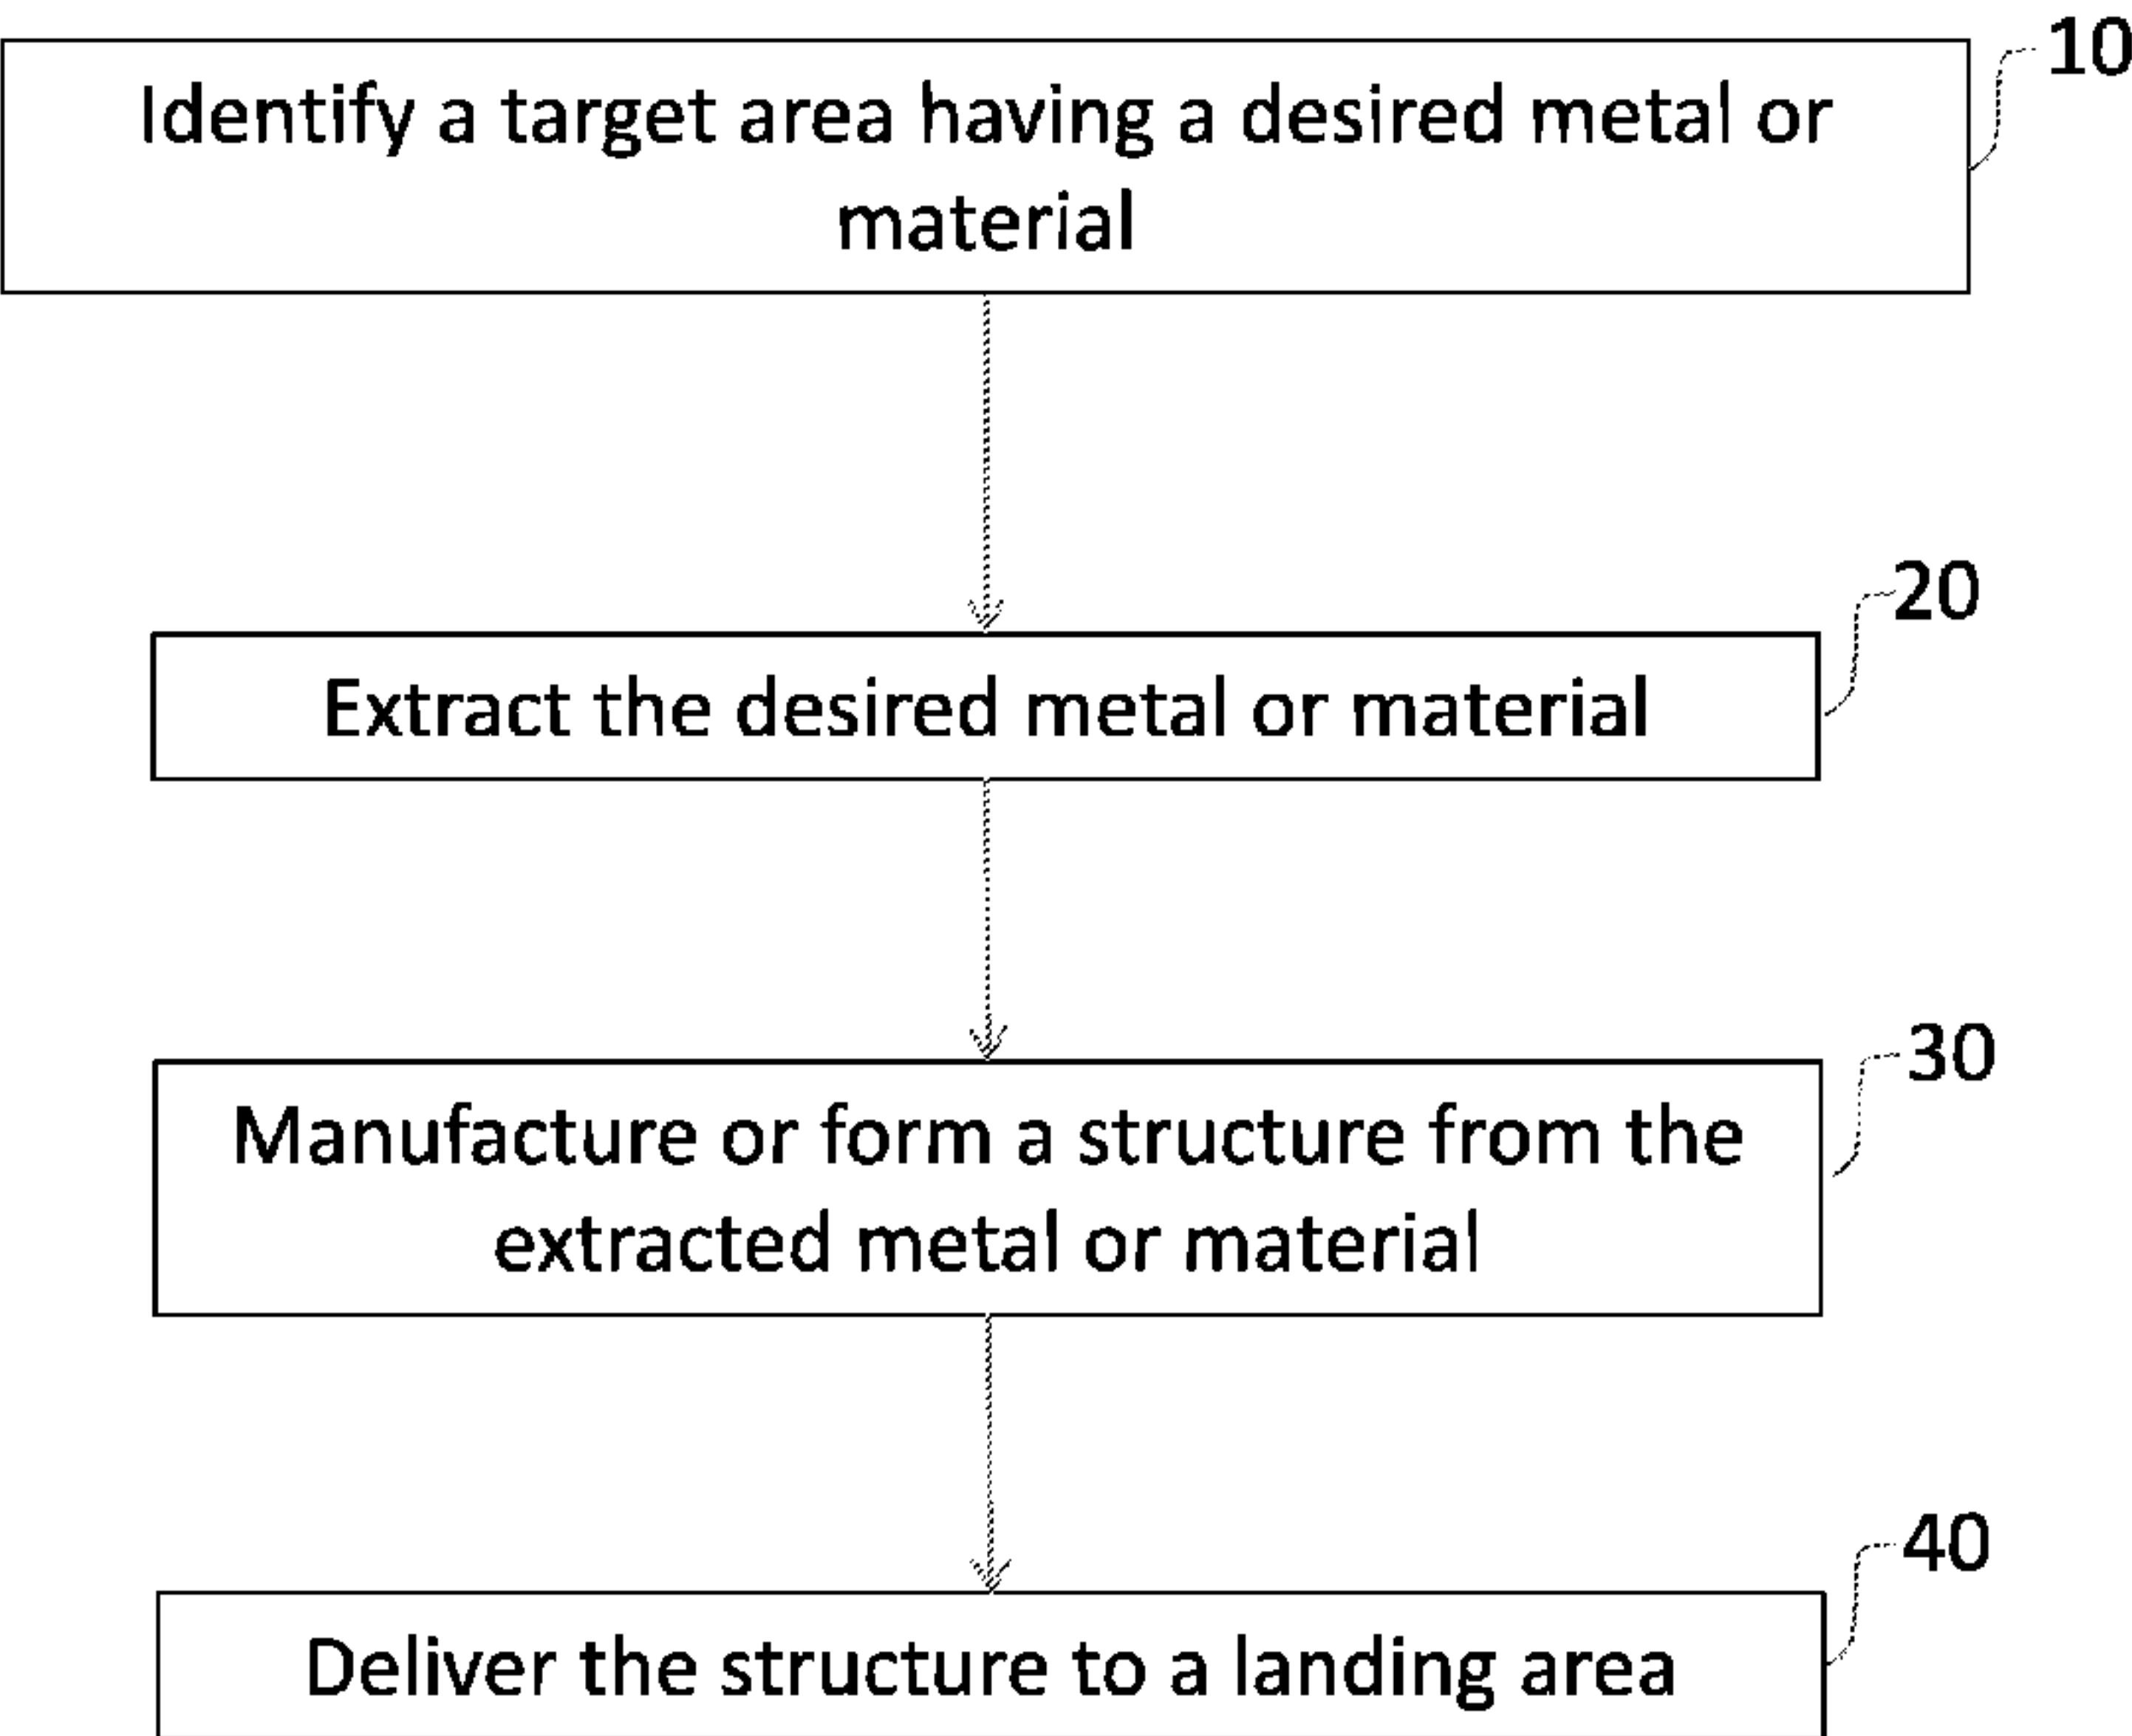 10
Identify a target area having a desired metal or
material
20
Extract the desired metal or material
30
Manufacture or form a structure from the
extracted metal or material
40
Deliver the structure to a landing area